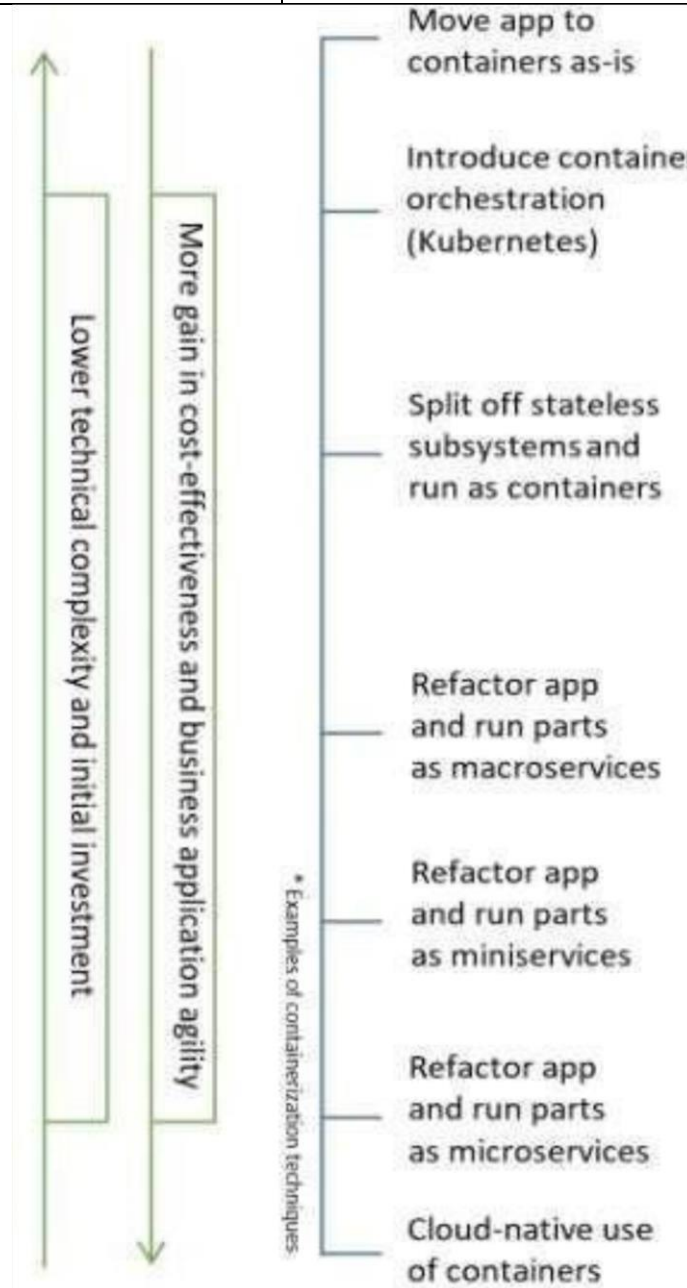 Move app to
containers as-is
Introduce containe
orchestration
(Kubernetes)
Split off stateless
subsystems and
run as containers
Refactor app
and run parts
as macroservices
Refactor app
and run parts
as miniservices
Refactor app
and run parts
as microservices
Cloud-native use
of containers
Lower technical complexity and initial investment
More gain in cost-effectiveness and business application agility
* Examples of containerization techniques